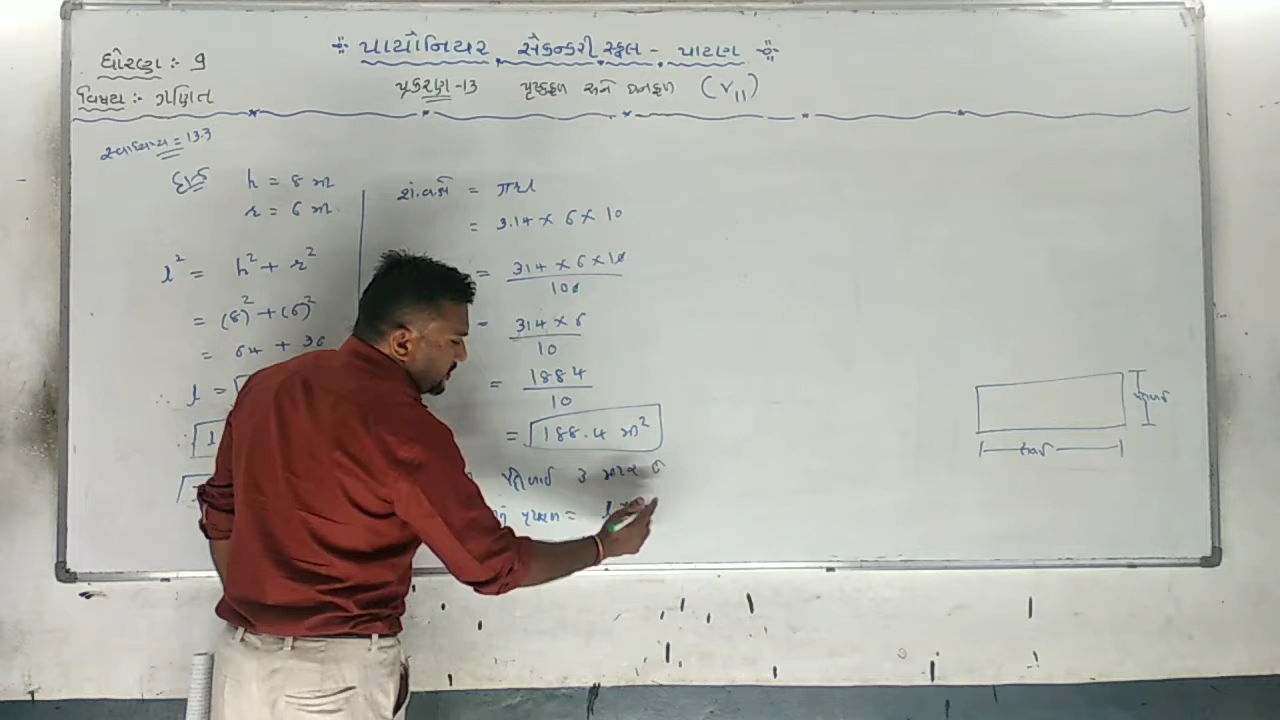 પાયોનિયર સેકન્ડરી સ્કૂલ - પાટણ
ધોરણ :- 9
વિષય :- ગણિત
પ્રકરણ -13 પૃષ્ઠફળ અને ઘનફળ (V11)
સ્વાધ્યાય = 13.3
h = 8 મી
r = 6 મી.
l² = h² + r²
= (8)² + (6)²
= 64 + 36
∴ l =
શં.વ.સ = πrl
= 3.14 × 6 × 10
= 314 × 6 × 10
100
= 314 × 6
10
= 1884
10
= 188.4 મી²
પહોળાઈ 3 મીટર છે
પૃષ્ઠફળ = l
પહોળાઈ
લંબાઈ